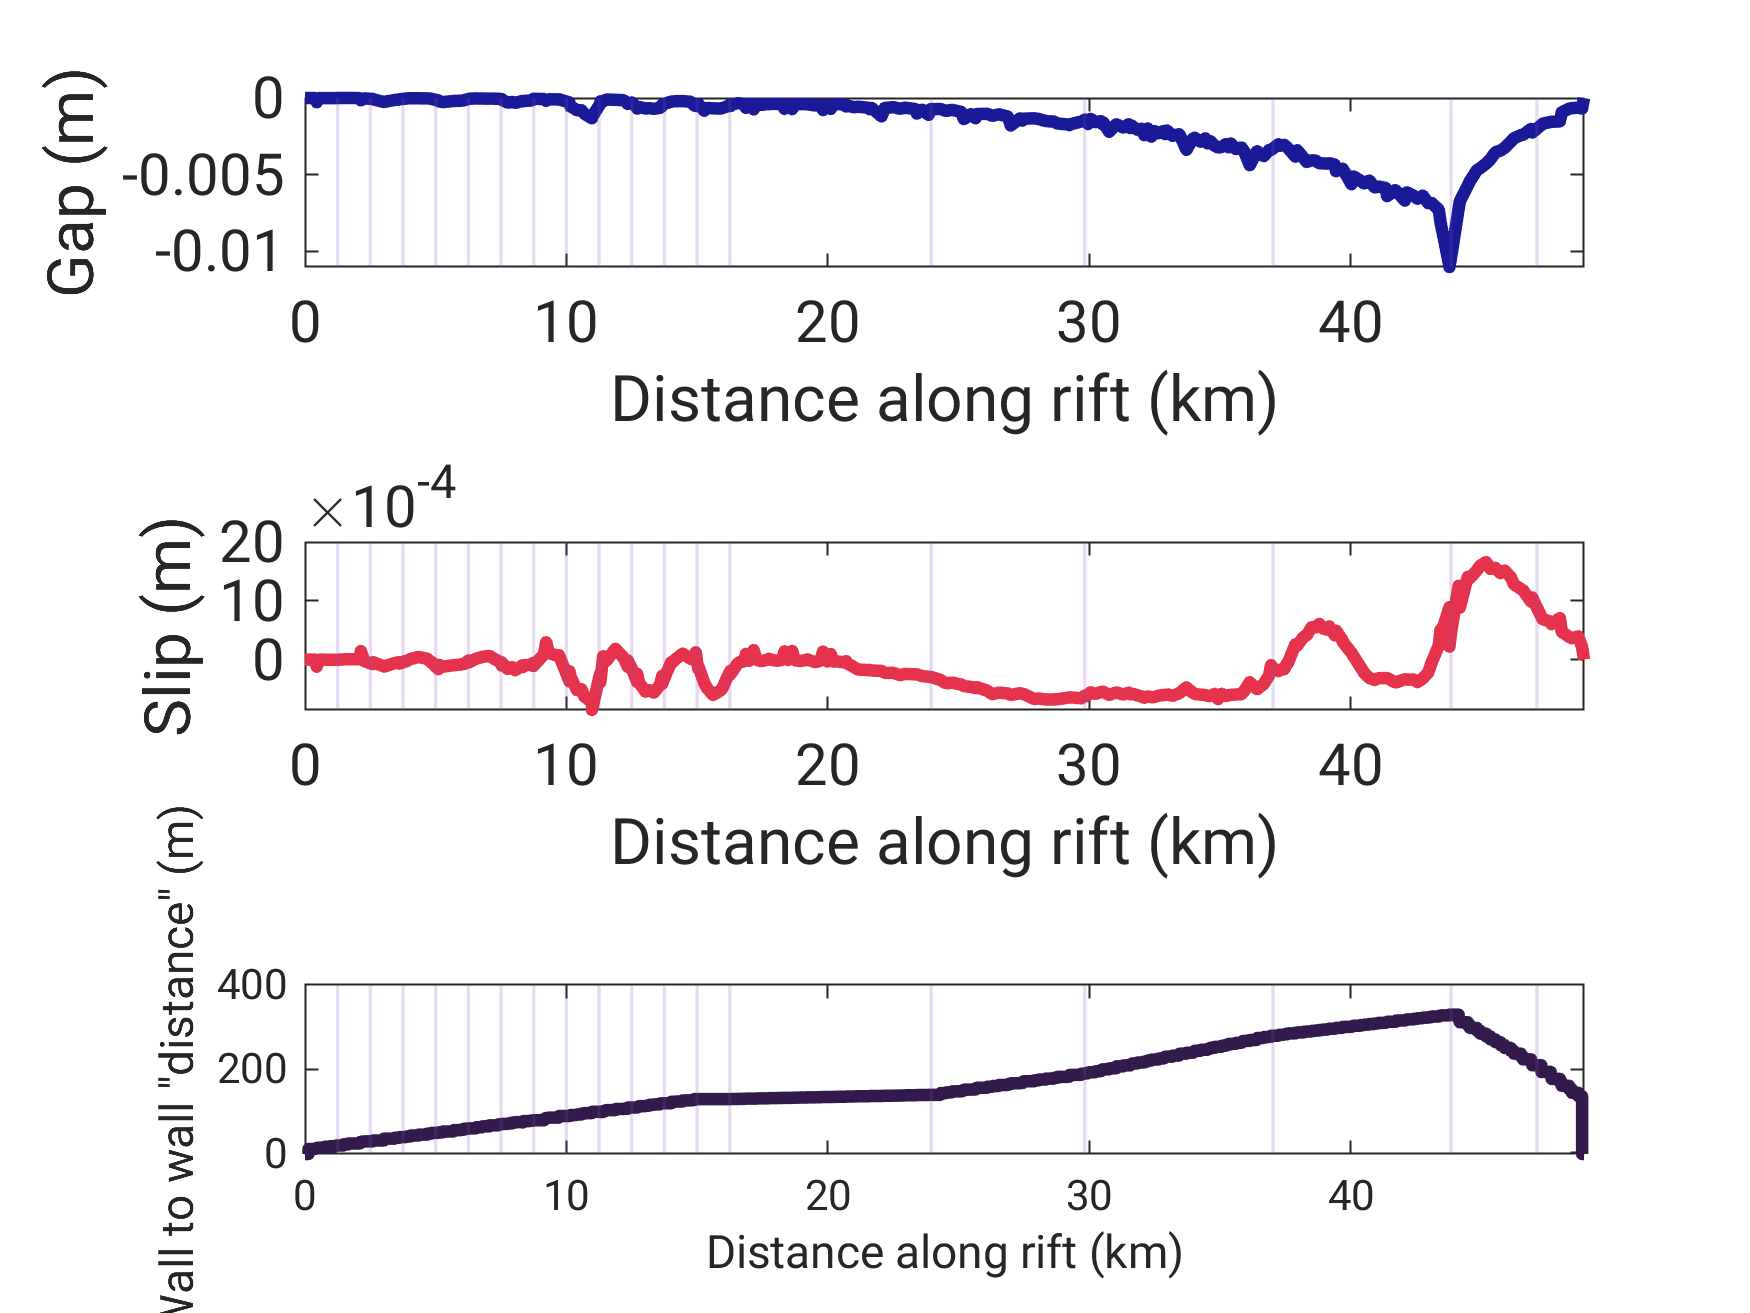 Gap (m)
0
-0.005
-0.01
0 10 20 30 40
Distance along rift (km)
×10-4
Slip (m)
20
10
0
0 10 20 30 40
Distance along rift (km)
Wall to wall "distance" (m)
400
200
0
0 10 20 30 40
Distance along rift (km)